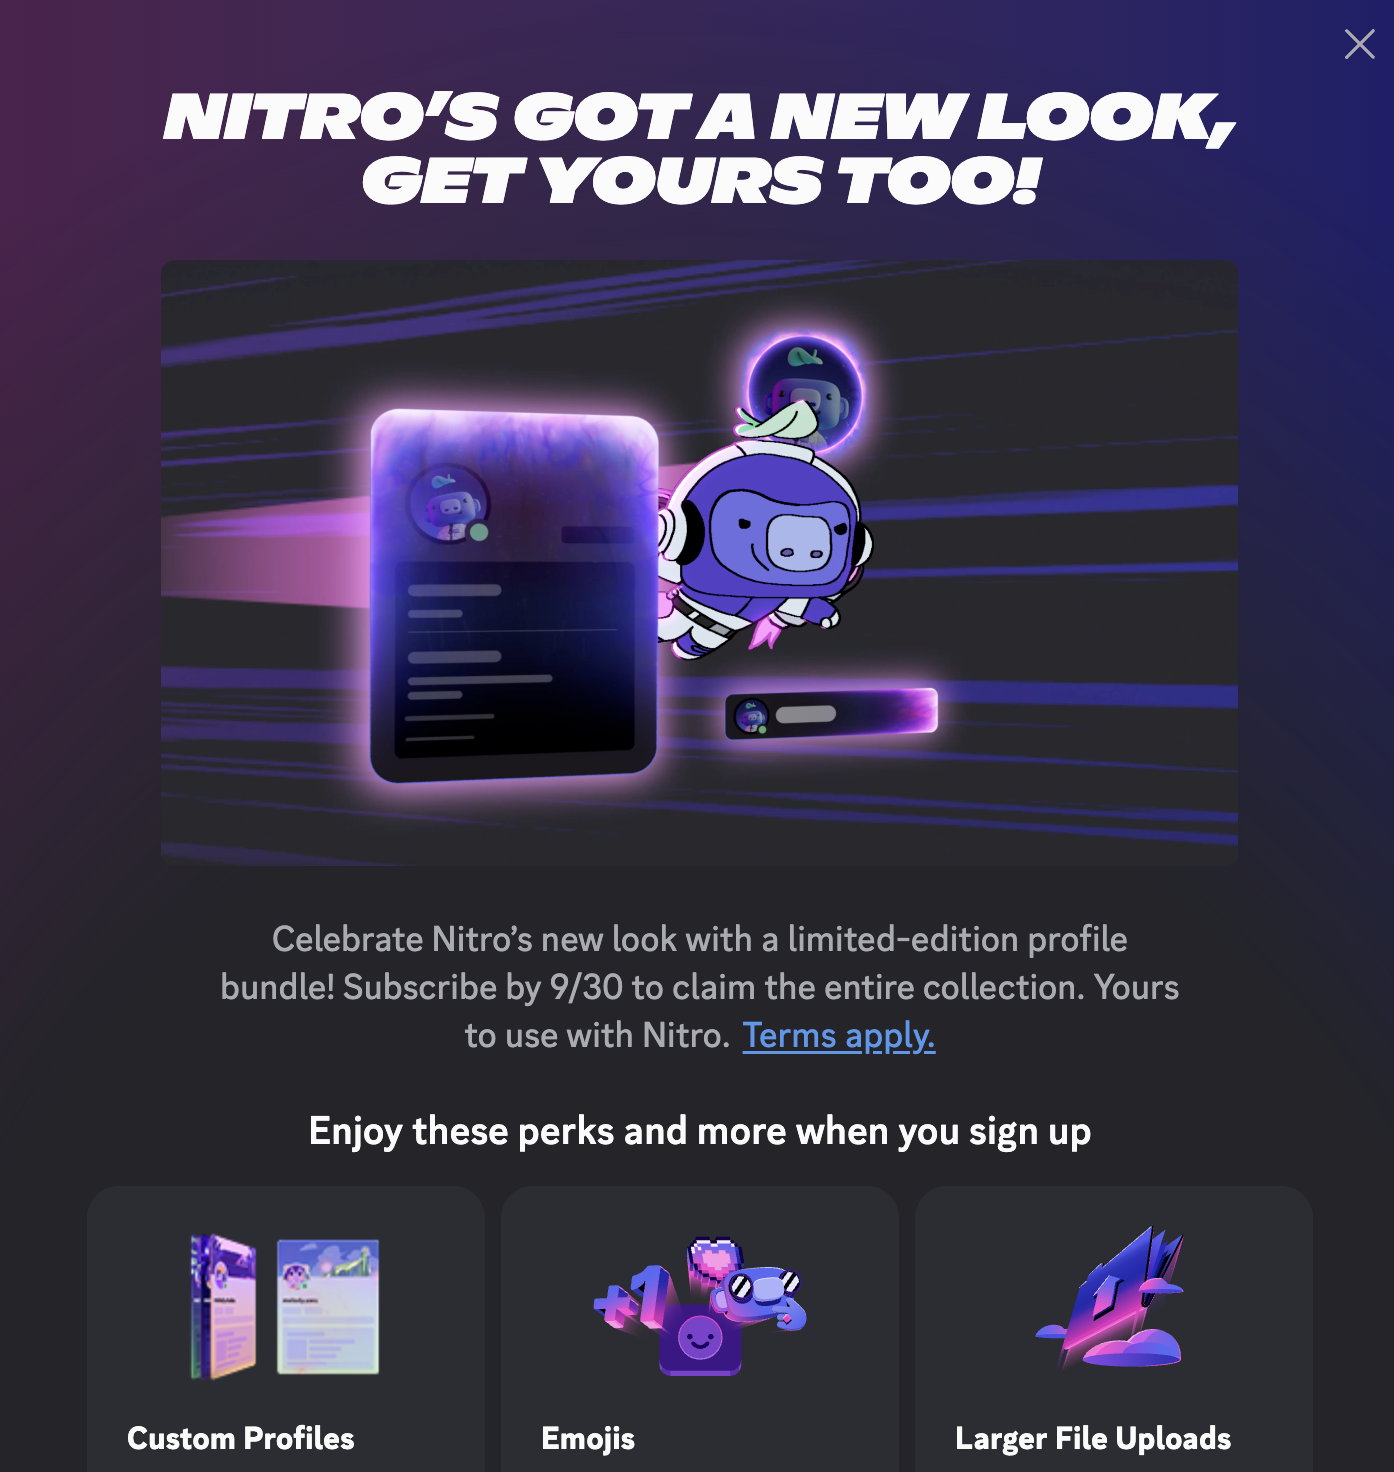 NITRO’S GOT A NEW LOOK,
GET YOURS TOO!
Celebrate Nitro’s new look with a limited-edition profile
bundle! Subscribe by 9/30 to claim the entire collection. Yours
to use with Nitro. Terms apply.
Enjoy these perks and more when you sign up
+1
Custom Profiles
Emojis
Larger File Uploads